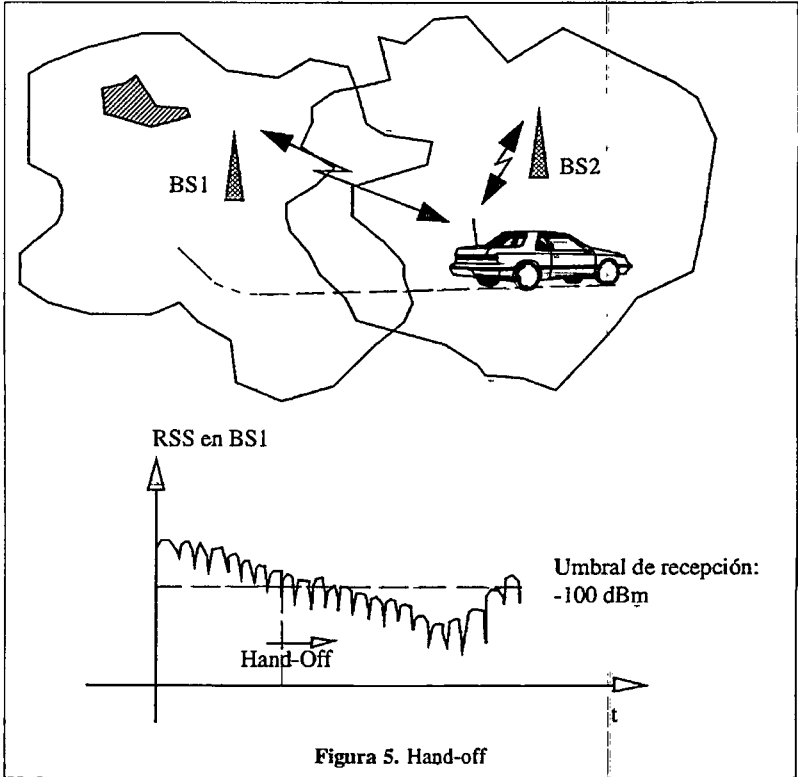 BS1
BS2
RSS en BS1
Umbral de recepción:
-100 dBm
Hand-Off
t
Figura 5. Hand-off